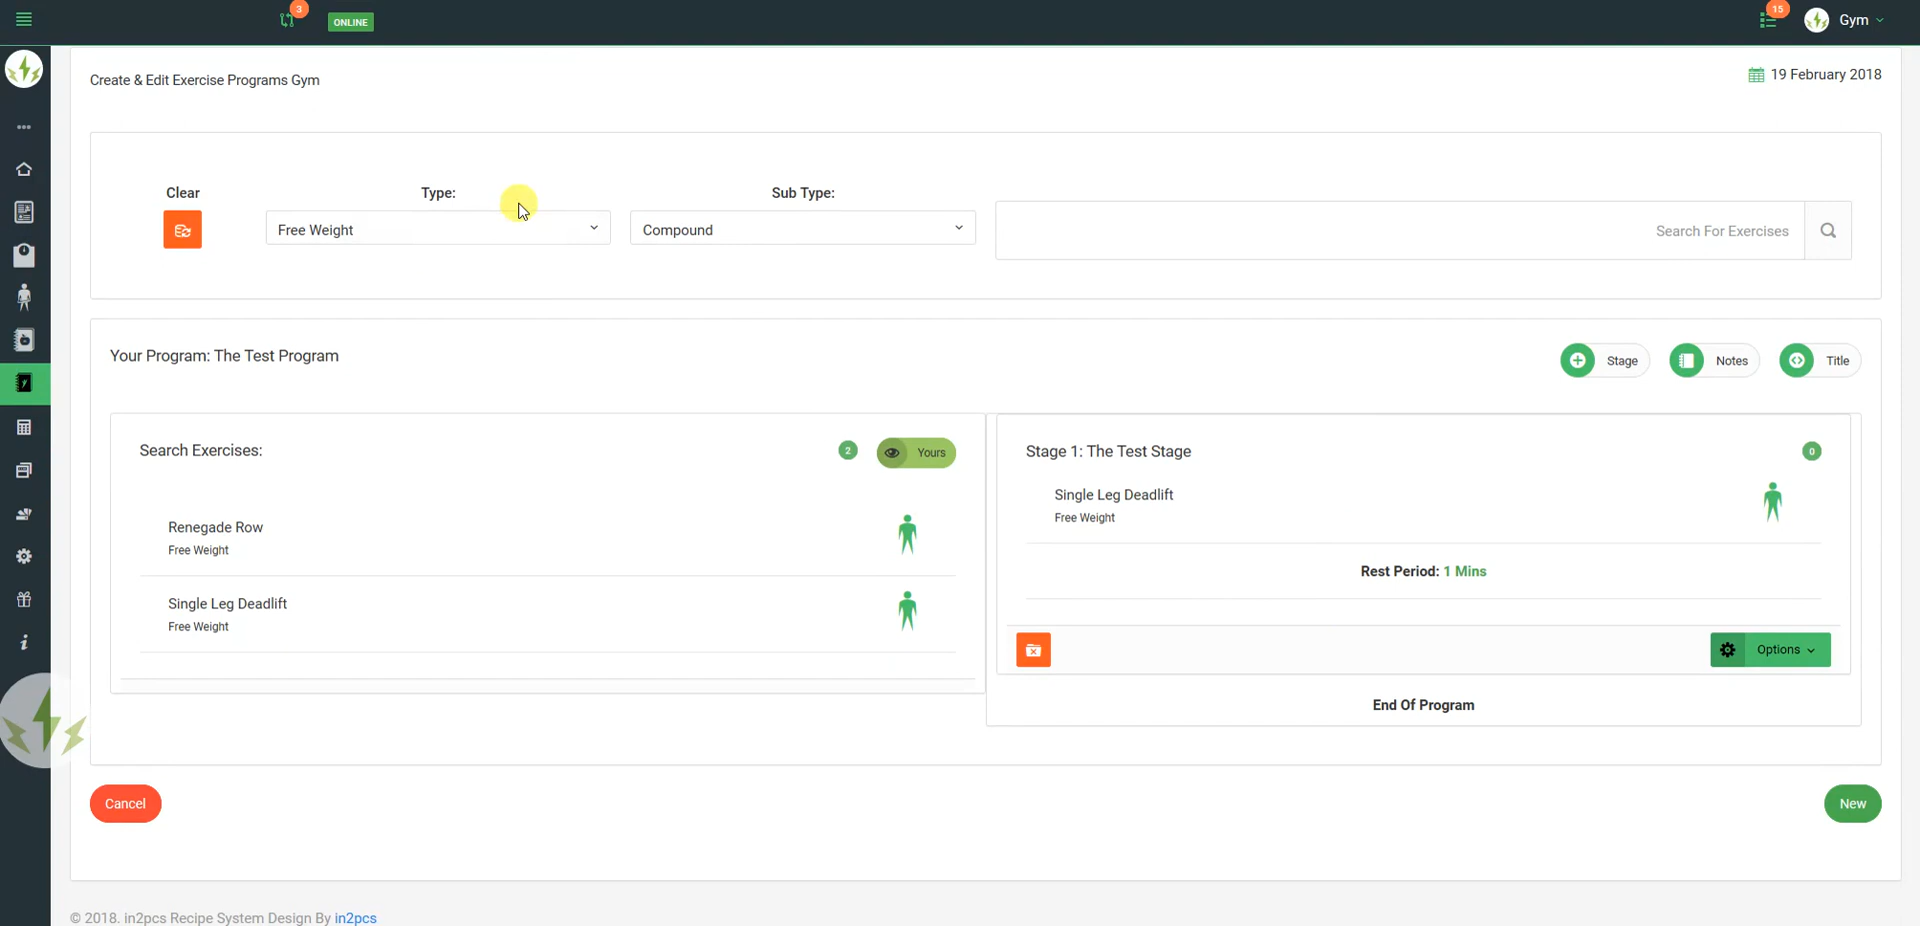 3
ONLINE
15
Gym
Create & Edit Exercise Programs Gym
19 February 2018
Clear
Type:
Sub Type:
Free Weight
Compound
Search For Exercises
Your Program: The Test Program
Stage
Notes
Title
Search Exercises:
2
Yours
Renegade Row
Free Weight
Single Leg Deadlift
Free Weight
Stage 1: The Test Stage
0
Single Leg Deadlift
Free Weight
Rest Period: 1 Mins
Options
End Of Program
Cancel
New
© 2018. in2pcs Recipe System Design By in2pcs